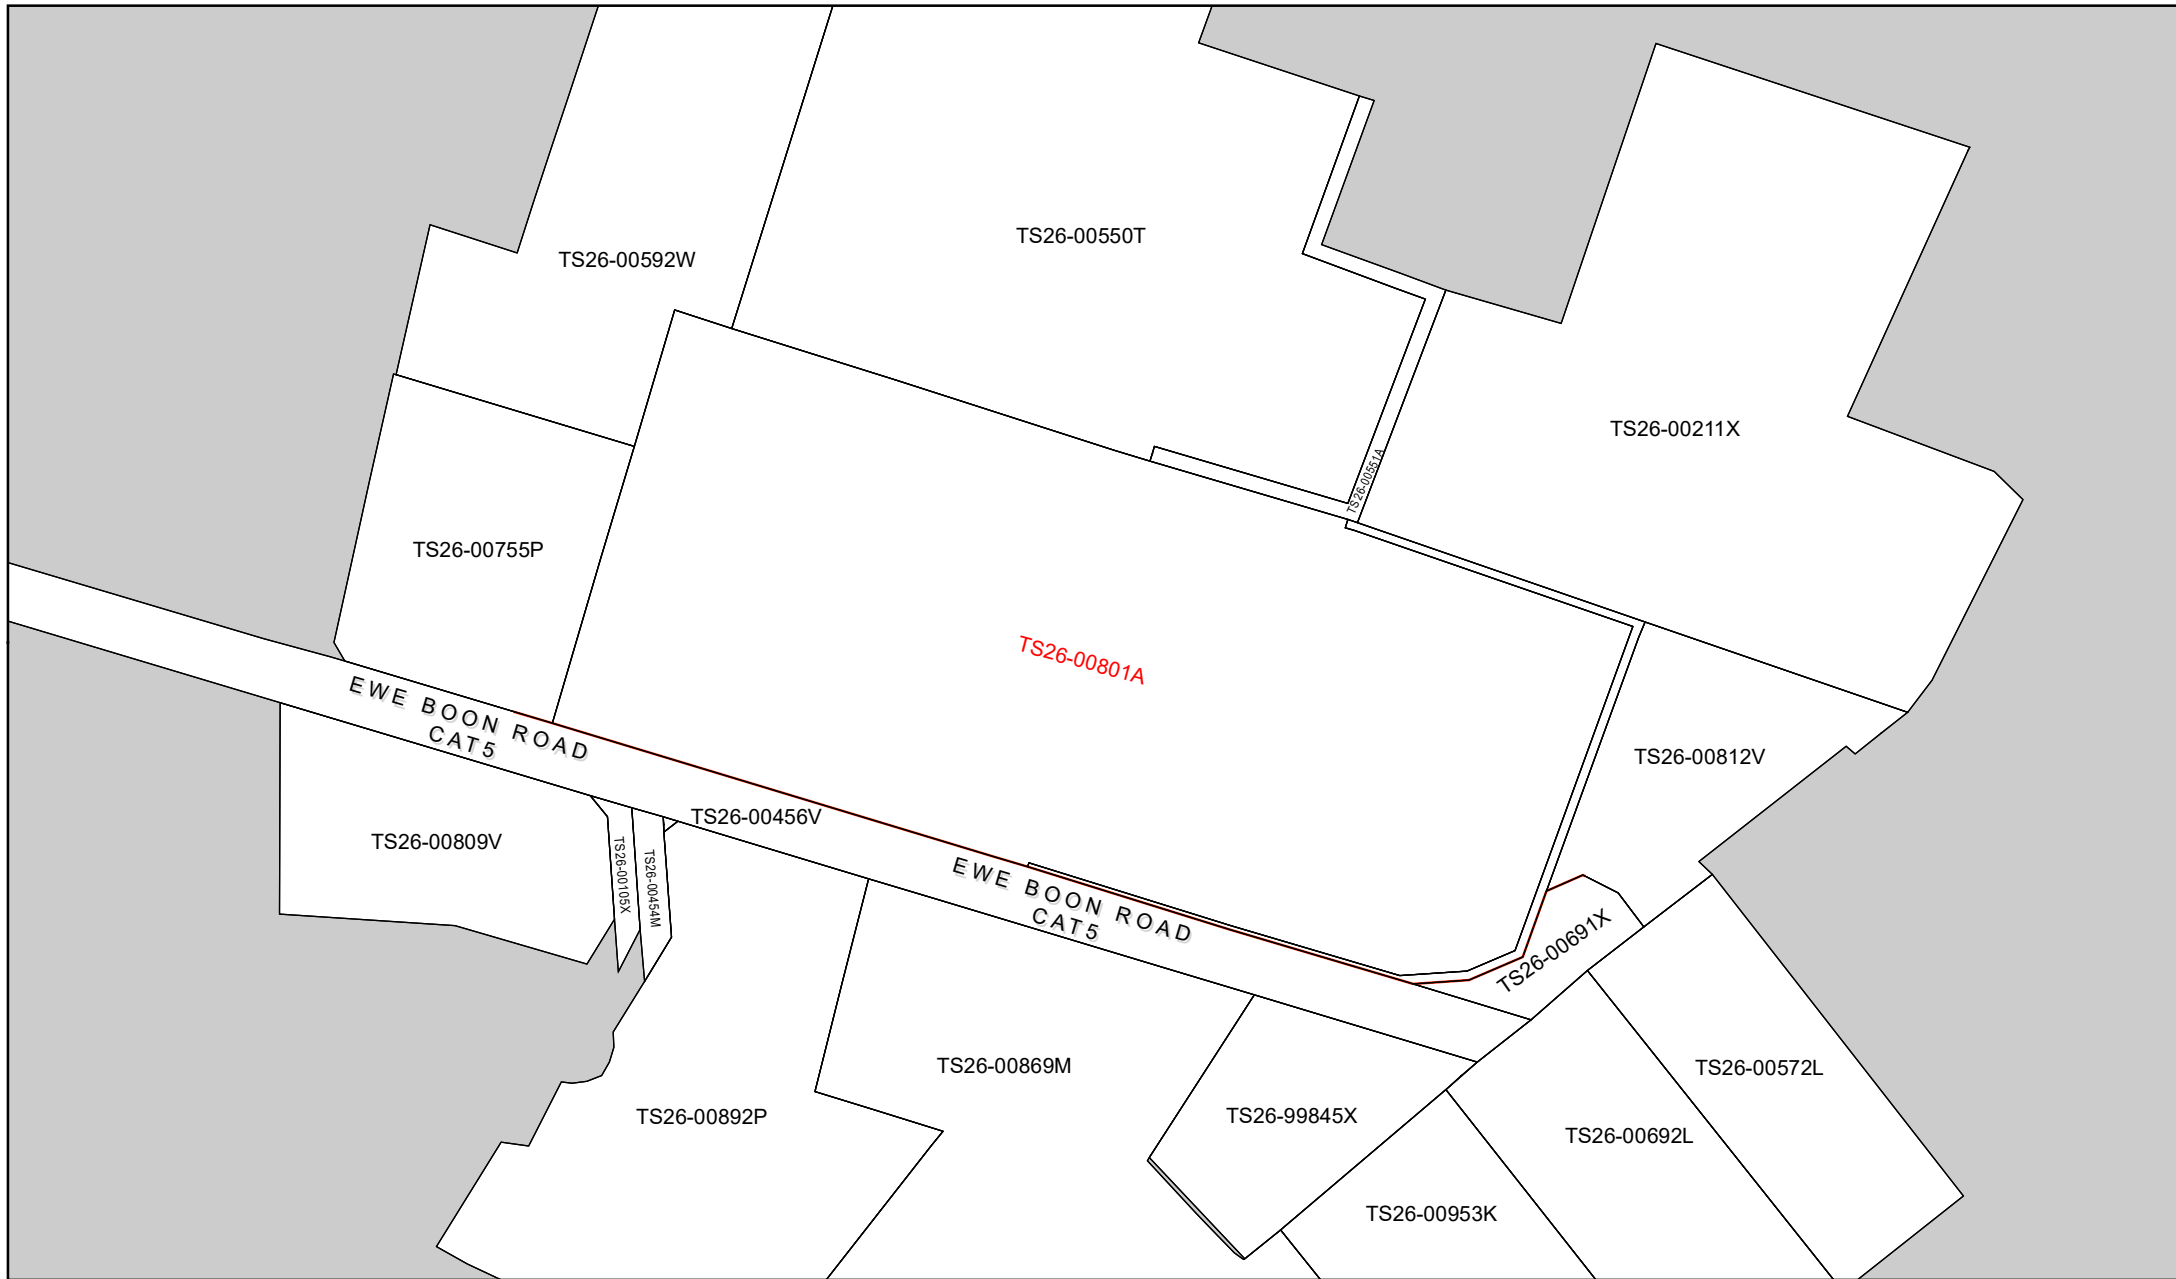 TS26-00550T
TS26-00592W
TS26-00211X
TS26-00551A
TS26-00755P
TS26-00801A
EWE BOON ROAD
CAT5
TS26-00812V
TS26-00456V
TS26-00809V
TS26-00105X
TS26-00454M
EWE BOON ROAD
CAT5
TS26-00691X
TS26-00869M
TS26-00572L
TS26-00892P
TS26-99845X
TS26-00692L
TS26-00953K